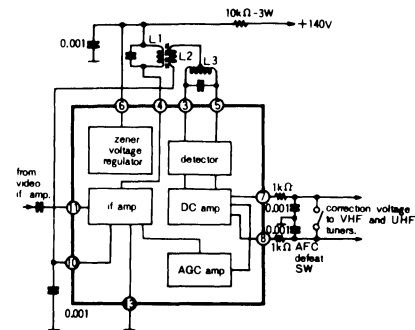 10kΩ-3W
+140V
0.001
L1
L2
L3
6
4
3
5
zener
voltage
regulator
detector
from
video
if amp.
11
if amp
DC amp
7
1kΩ
0.001
0.001
correction voltage
to VHF and UHF
tuners.
8
1kΩ
AFC
defeat
SW
10
AGC amp
0.001
13